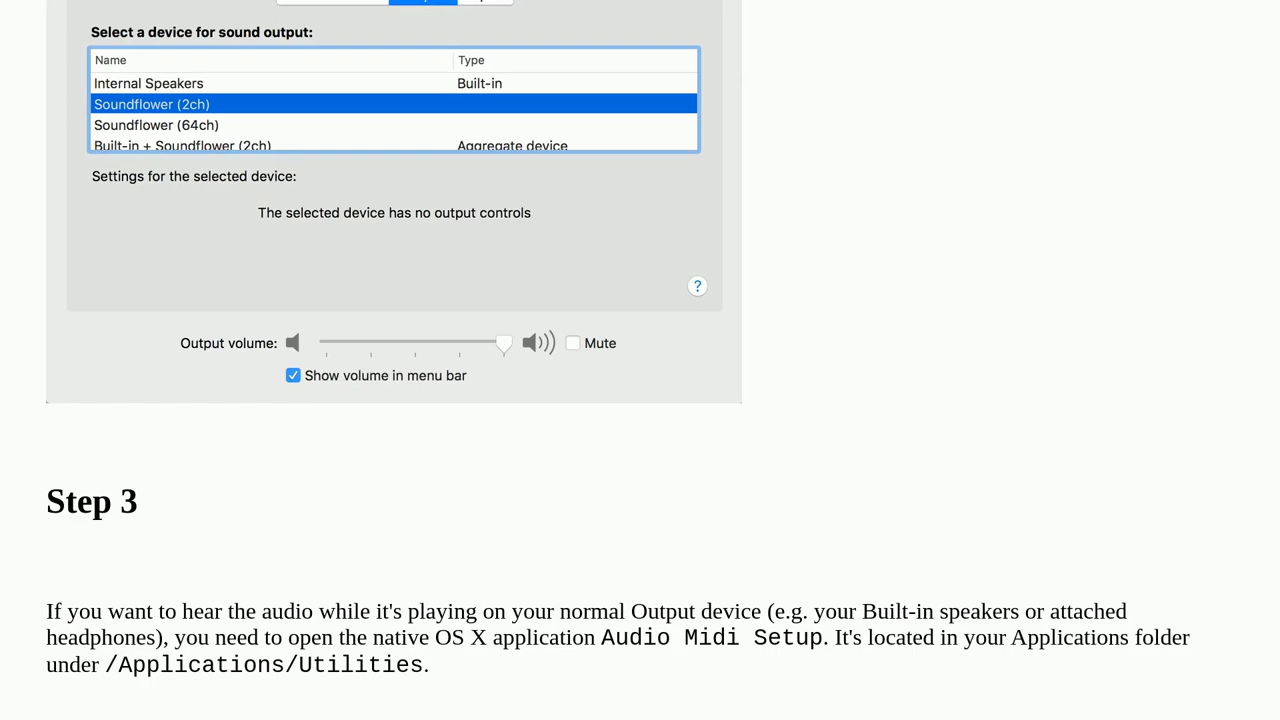 Select a device for sound output:
Name Type
Internal Speakers Built-in
Soundflower (2ch)
Soundflower (64ch)
Built-in + Soundflower (2ch) Aggregate device
Settings for the selected device:
The selected device has no output controls
?
Output volume: Mute
Show volume in menu bar
Step 3
If you want to hear the audio while it's playing on your normal Output device (e.g. your Built-in speakers or attached
headphones), you need to open the native OS X application Audio Midi Setup. It's located in your Applications folder
under /Applications/Utilities.